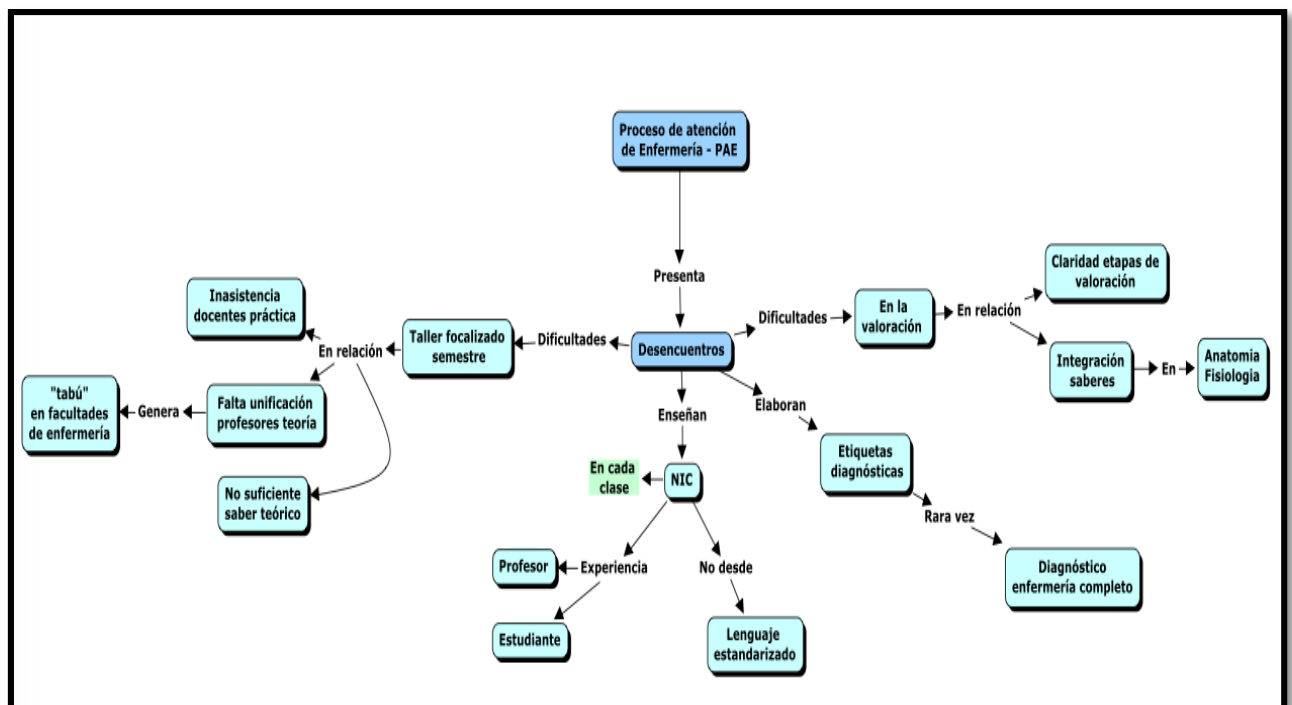 Proceso de atención
de Enfermería - PAE
Presenta
Desencuentros
Dificultades
Taller focalizado
semestre
En relación
Inasistencia
docentes práctica
Falta unificación
profesores teoría
Genera
"tabú"
en facultades
de enfermería
No suficiente
saber teórico
Dificultades
En la
valoración
En relación
Claridad etapas de
valoración
Integración
saberes
En
Anatomia
Fisiologia
Enseñan
NIC
En cada
clase
Experiencia
Profesor
Estudiante
No desde
Lenguaje
estandarizado
Elaboran
Etiquetas
diagnósticas
Rara vez
Diagnóstico
enfermería completo